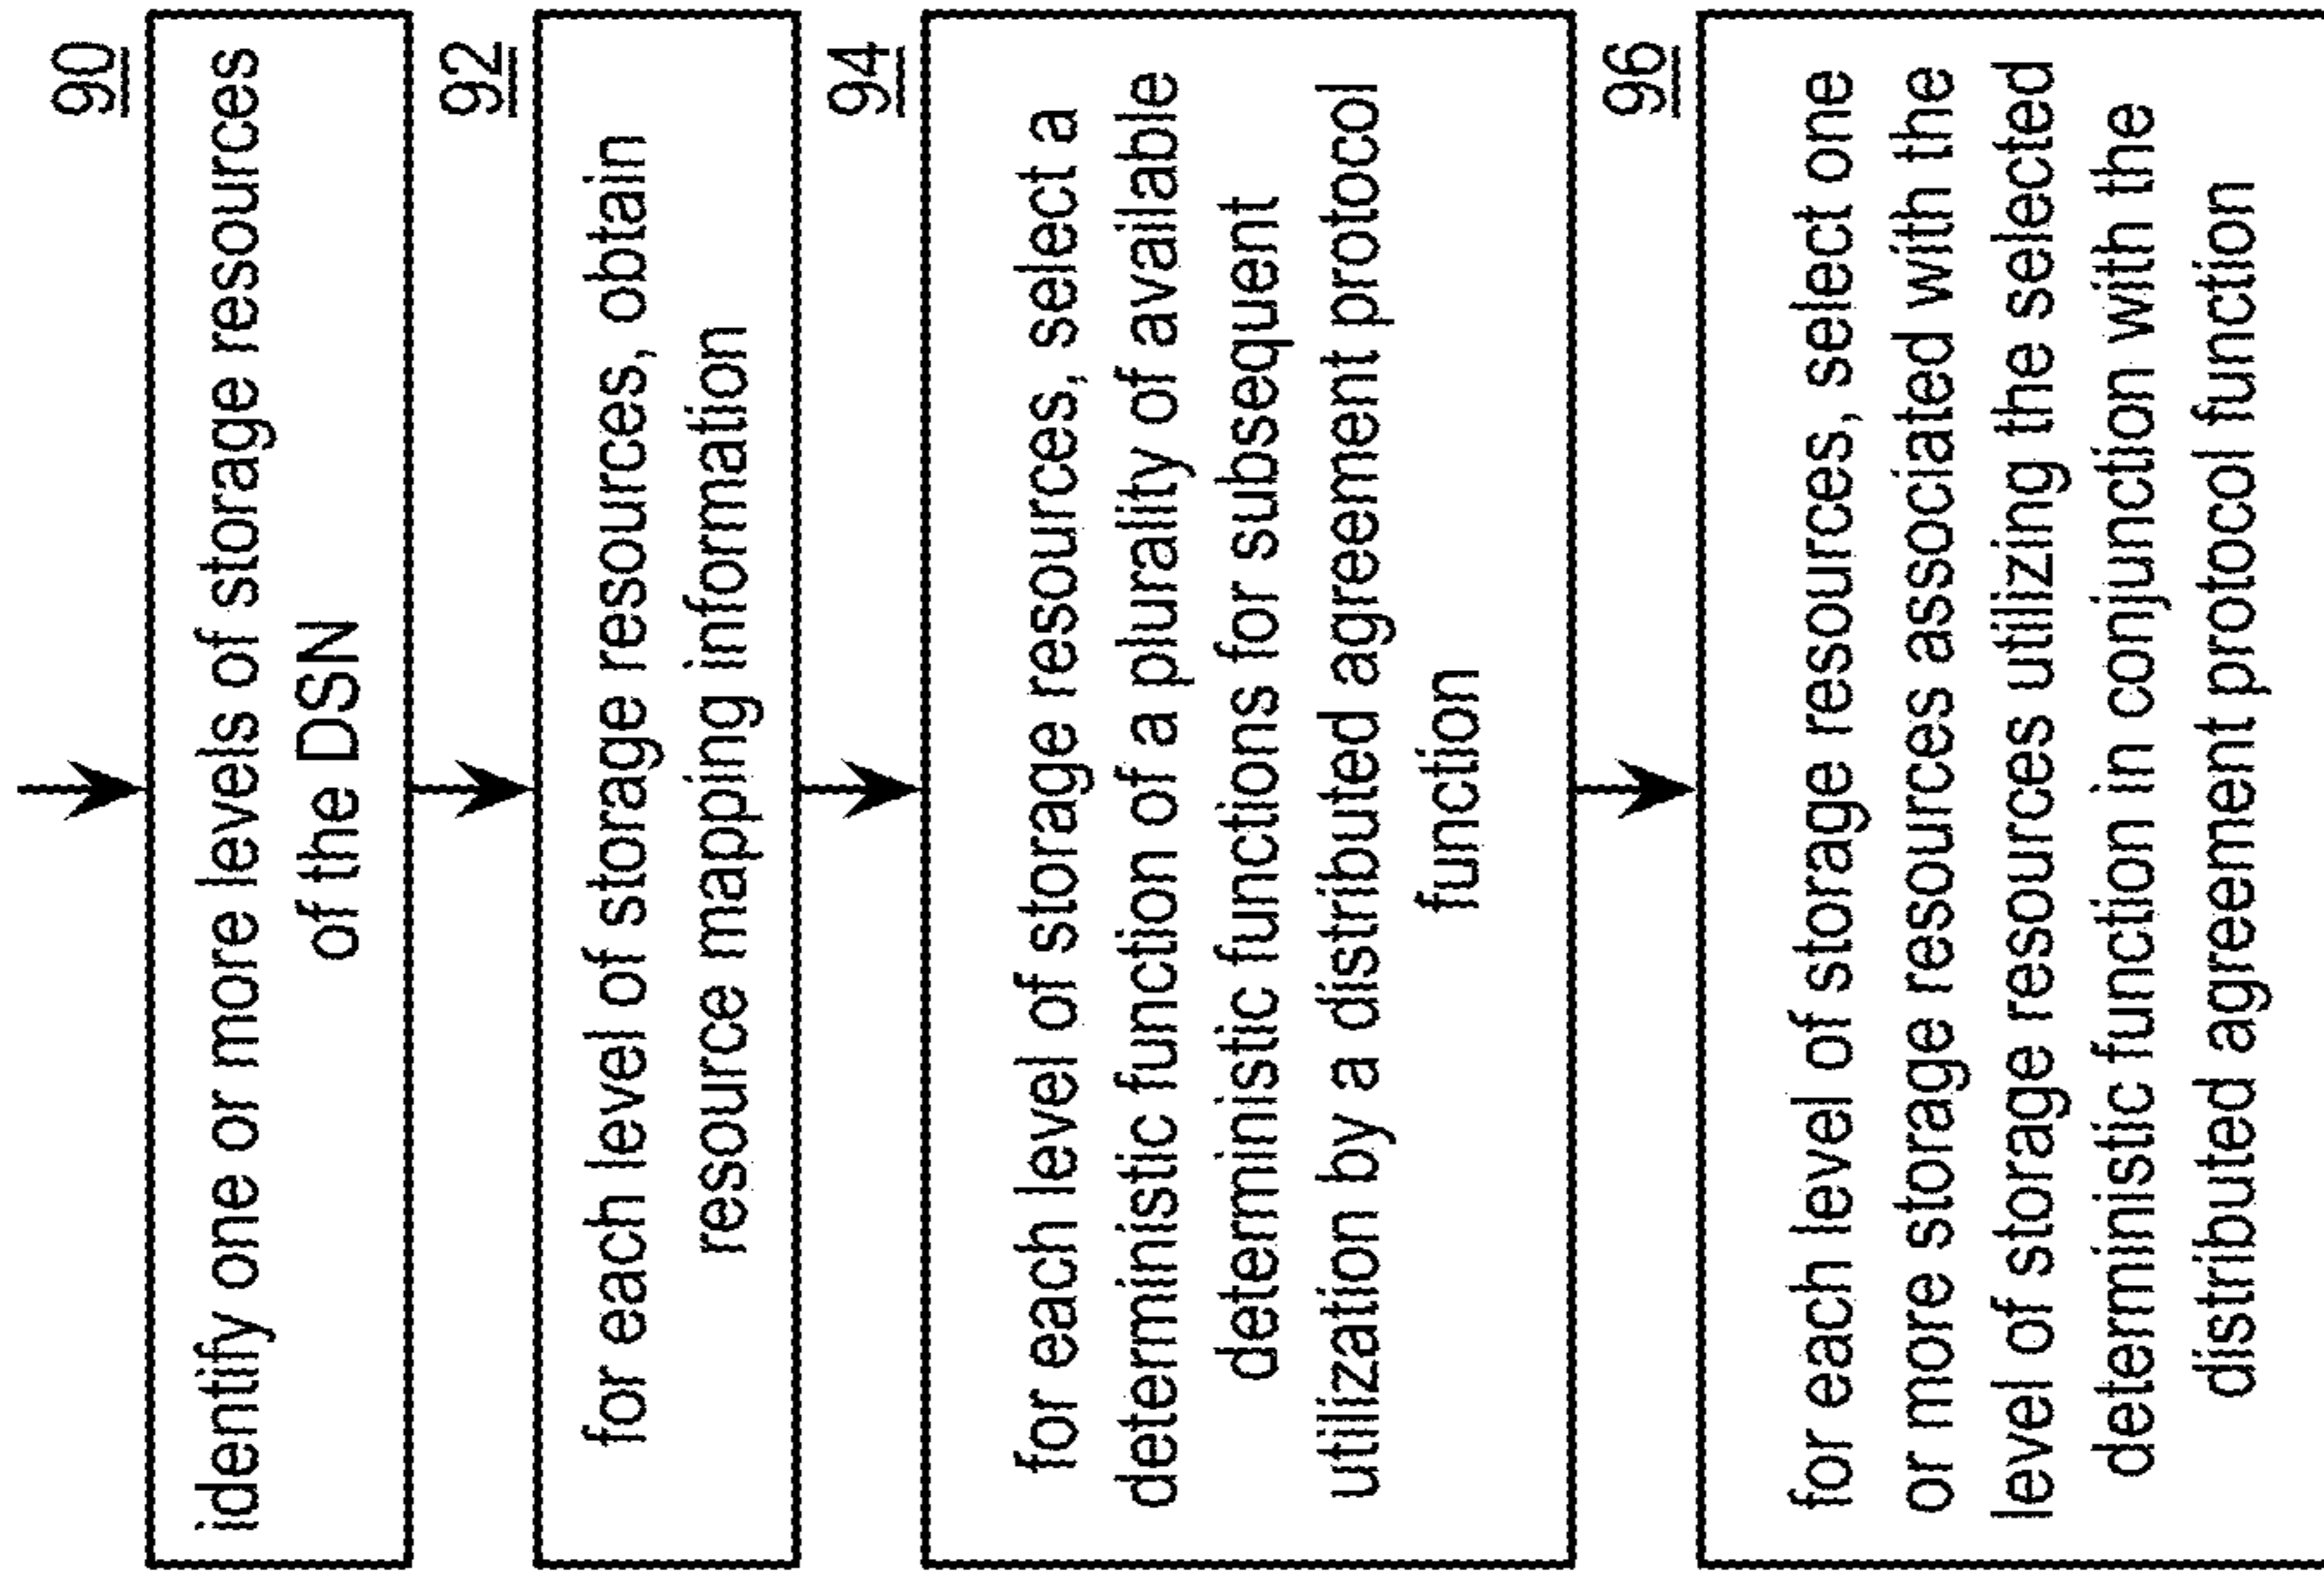 90
identify one or more levels of storage resources
of the DSN
92
for each level of storage resources, obtain
resource mapping information
94
for each level of storage resources, select a
deterministic function of a plurality of available
deterministic functions for subsequent
utilization by a distributed agreement protocol
function
96
for each level of storage resources, select one
or more storage resources associated with the
level of storage resources utilizing the selected
deterministic function in conjunction with the
distributed agreement protocol function